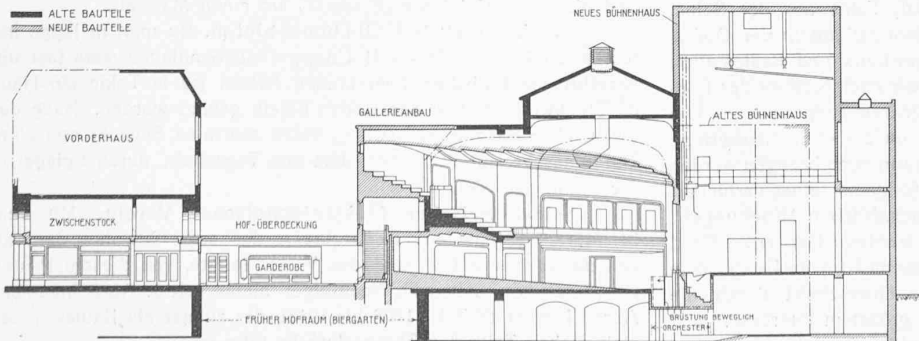 ALTE BAUTEILE
NEUE BAUTEILE
NEUES BÜHNENHAUS
GALLERIEANBAU
VORDERHAUS
ALTES BÜHNENHAUS
ZWISCHENSTOCK
HOF-ÜBERDECKUNG
GARDEROBE
FRÜHER HOFRAUM (BIERGARTEN)
BRÜSTUNG BEWEGLICH
ORCHESTER